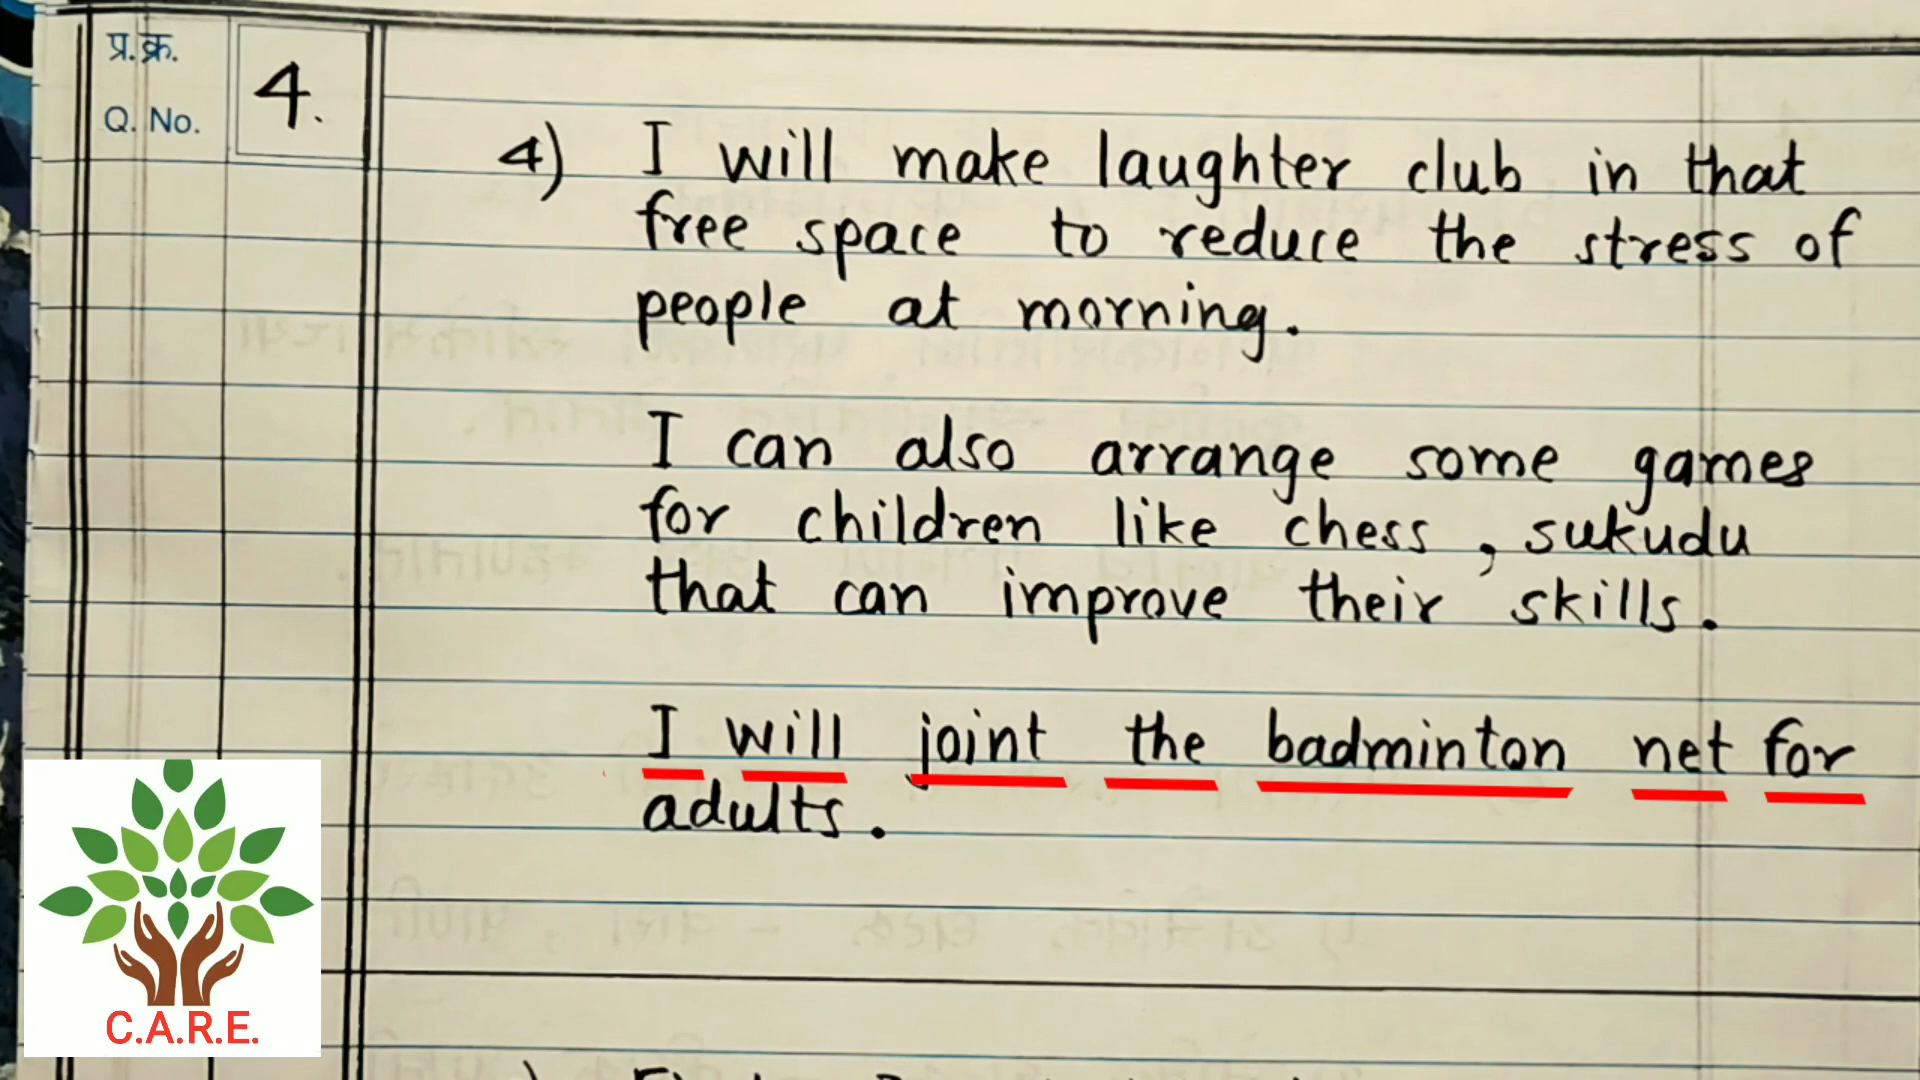 प्र.क्र.
Q. No.
4.
4) I will make laughter club in that
free space to reduce the stress of
people at morning.
I can also arrange some games
for children like chess, sukudu
that can improve their skills.
I will joint the badminton net for
adults.
C.A.R.E.